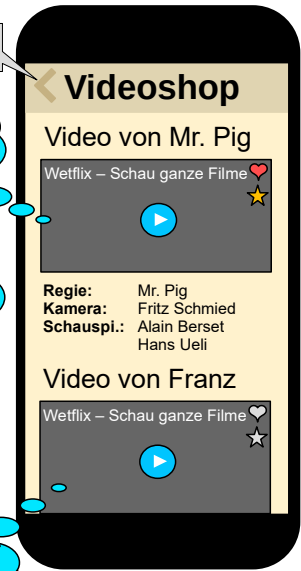 Videoshop
Video von Mr. Pig
Wetflix – Schau ganze Filme
Regie: Mr. Pig
Kamera: Fritz Schmied
Schauspi.: Alain Berset
Hans Ueli
Video von Franz
Wetflix – Schau ganze Filme